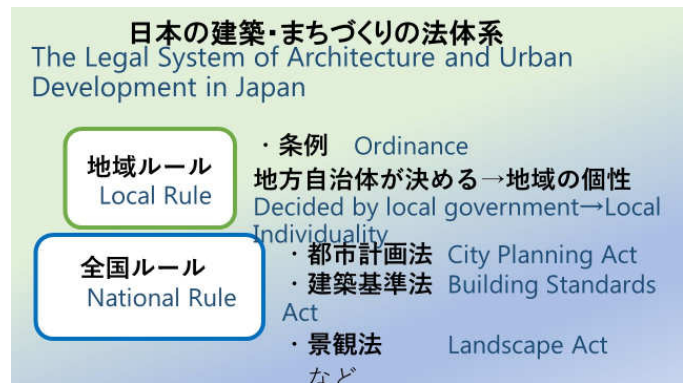 日本の建築・まちづくりの法体系
The Legal System of Architecture and Urban
Development in Japan
地域ルール
Local Rule
・条例 Ordinance
地方自治体が決める→地域の個性
Decided by local government→Local
Individuality
全国ルール
National Rule
・都市計画法 City Planning Act
・建築基準法 Building Standards
Act
・景観法 Landscape Act
など